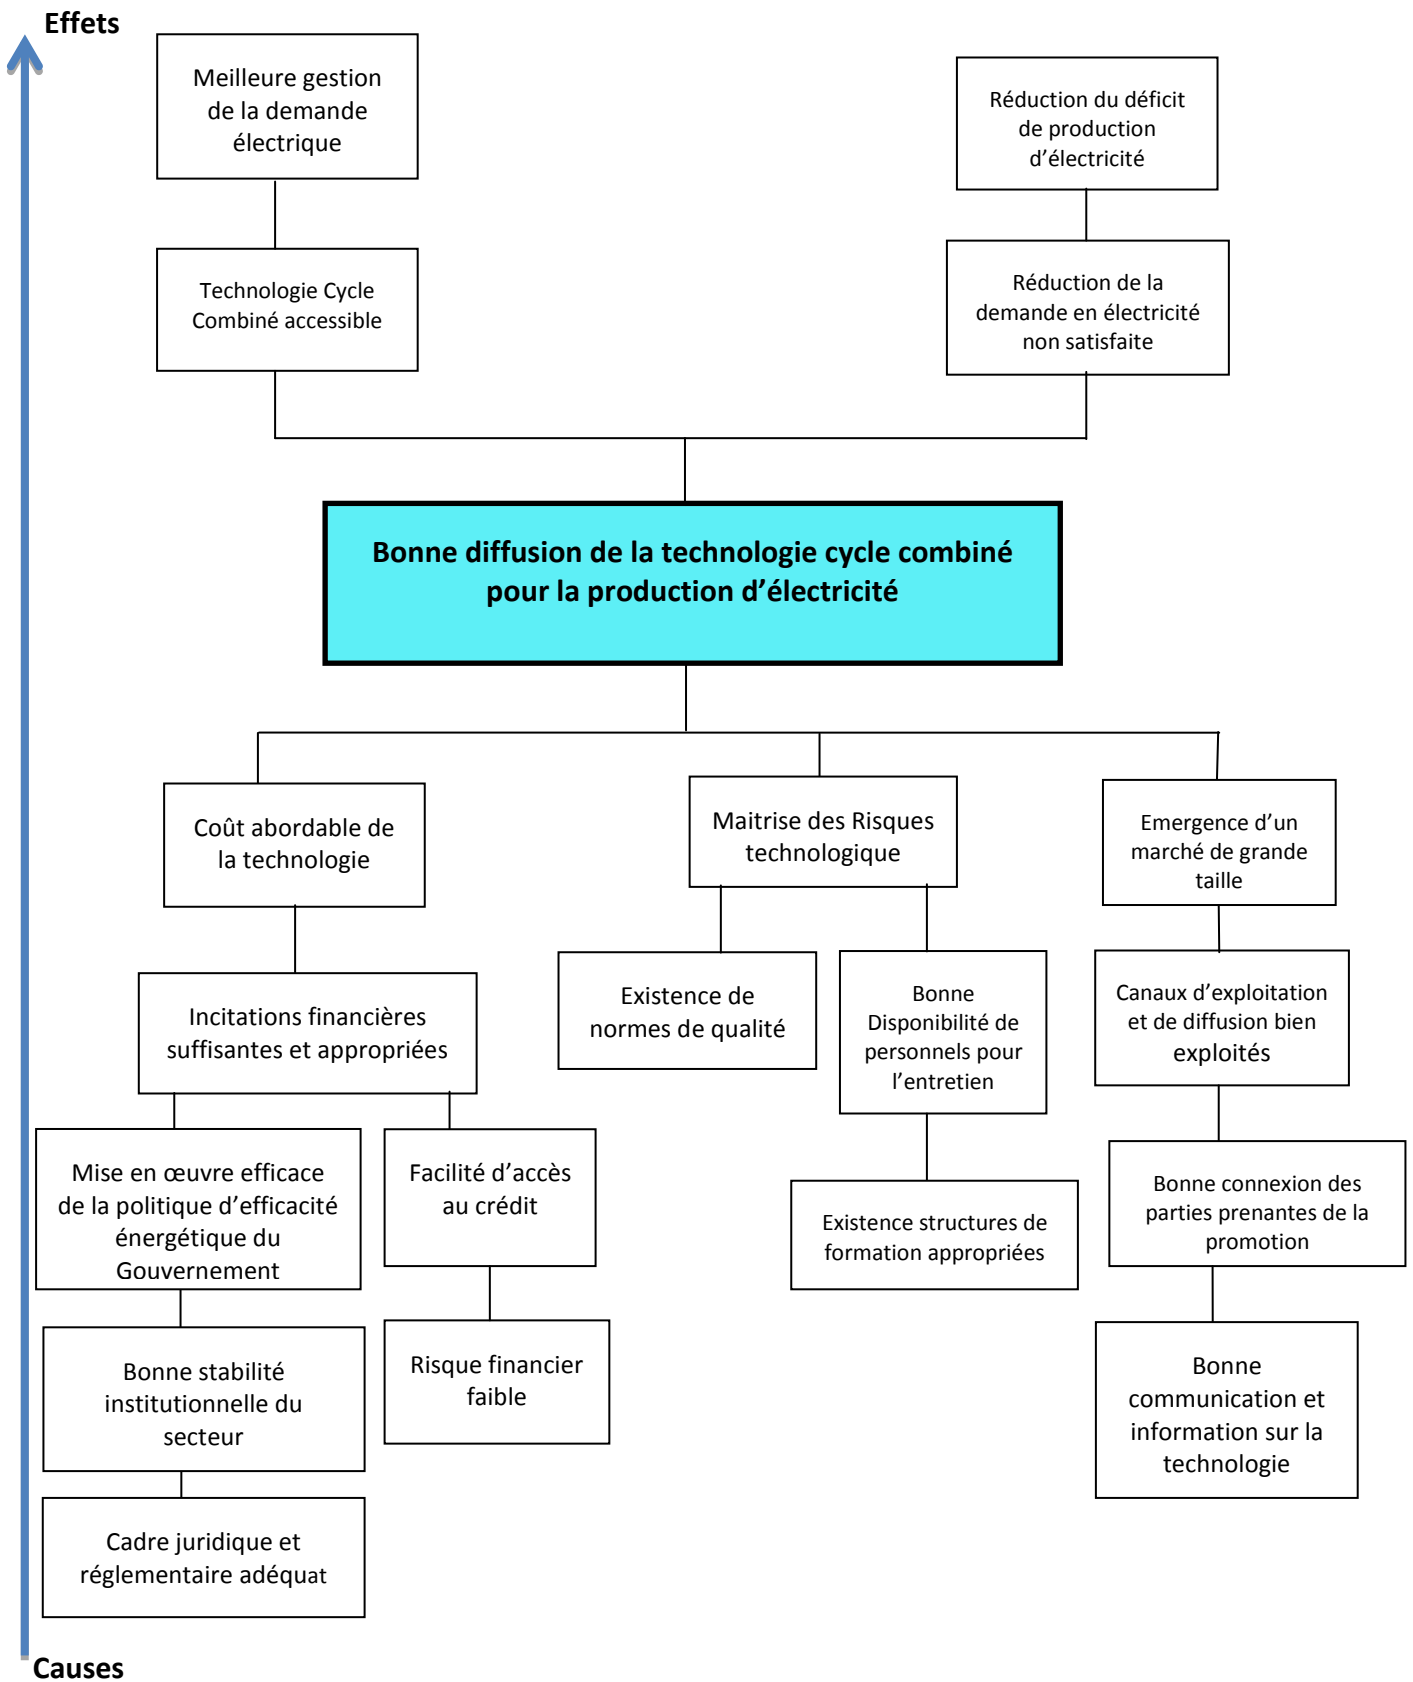 Effets
Meilleure gestion
de la demande
électrique
Réduction du déficit
de production
d’électricité
Technologie Cycle
Combiné accessible
Réduction de la
demande en électricité
non satisfaite
Bonne diffusion de la technologie cycle combiné
pour la production d’électricité
Coût abordable de
la technologie
Maitrise des Risques
technologique
Emergence d’un
marché de grande
taille
Incitations financières
suffisantes et appropriées
Existence de
normes de qualité
Bonne
Disponibilité de
personnels pour
l’entretien
Canaux d’exploitation
et de diffusion bien
exploités
Mise en œuvre efficace
de la politique d’efficacité
énergétique du
Gouvernement
Facilité d’accès
au crédit
Existence structures de
formation appropriées
Bonne connexion des
parties prenantes de la
promotion
Bonne stabilité
institutionnelle du
secteur
Risque financier
faible
Bonne
communication et
information sur la
technologie
Cadre juridique et
réglementaire adéquat
Causes